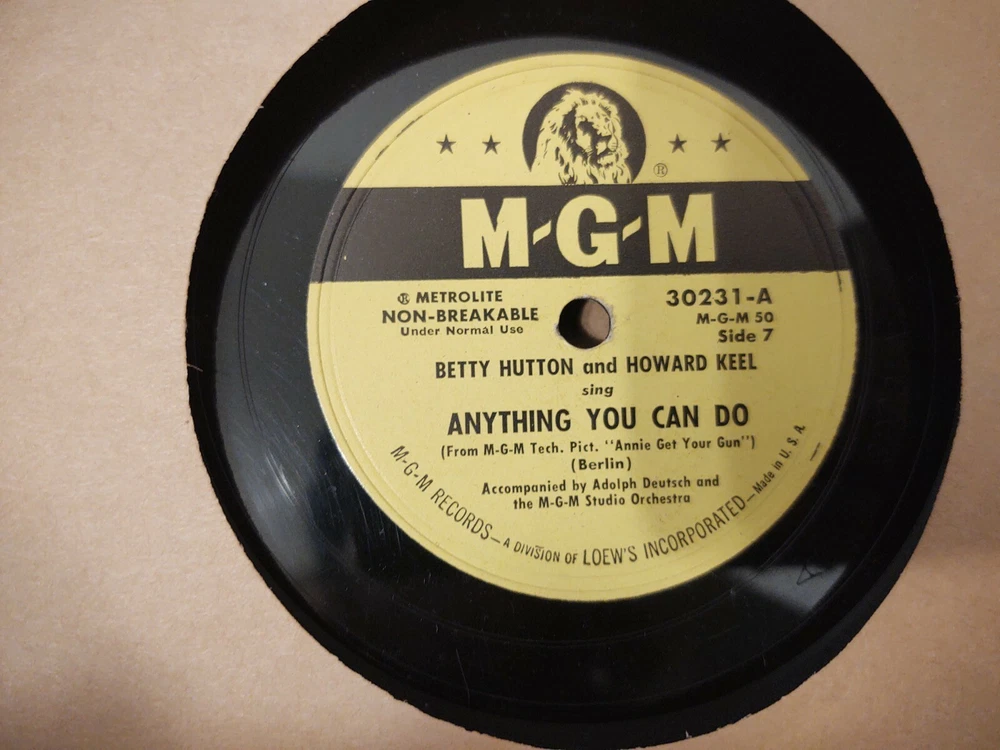 ®
M-G-M
Ⓡ METROLITE
NON-BREAKABLE
Under Normal Use
30231-A
M-G-M 50
Side 7
BETTY HUTTON and HOWARD KEEL
sing
ANYTHING YOU CAN DO
(From M-G-M Tech. Pict. "Annie Get Your Gun")
(Berlin)
Accompanied by Adolph Deutsch and
the M-G-M Studio Orchestra
M-G-M RECORDS—A DIVISION OF LOEW'S INCORPORATED—Made in U. S. A.